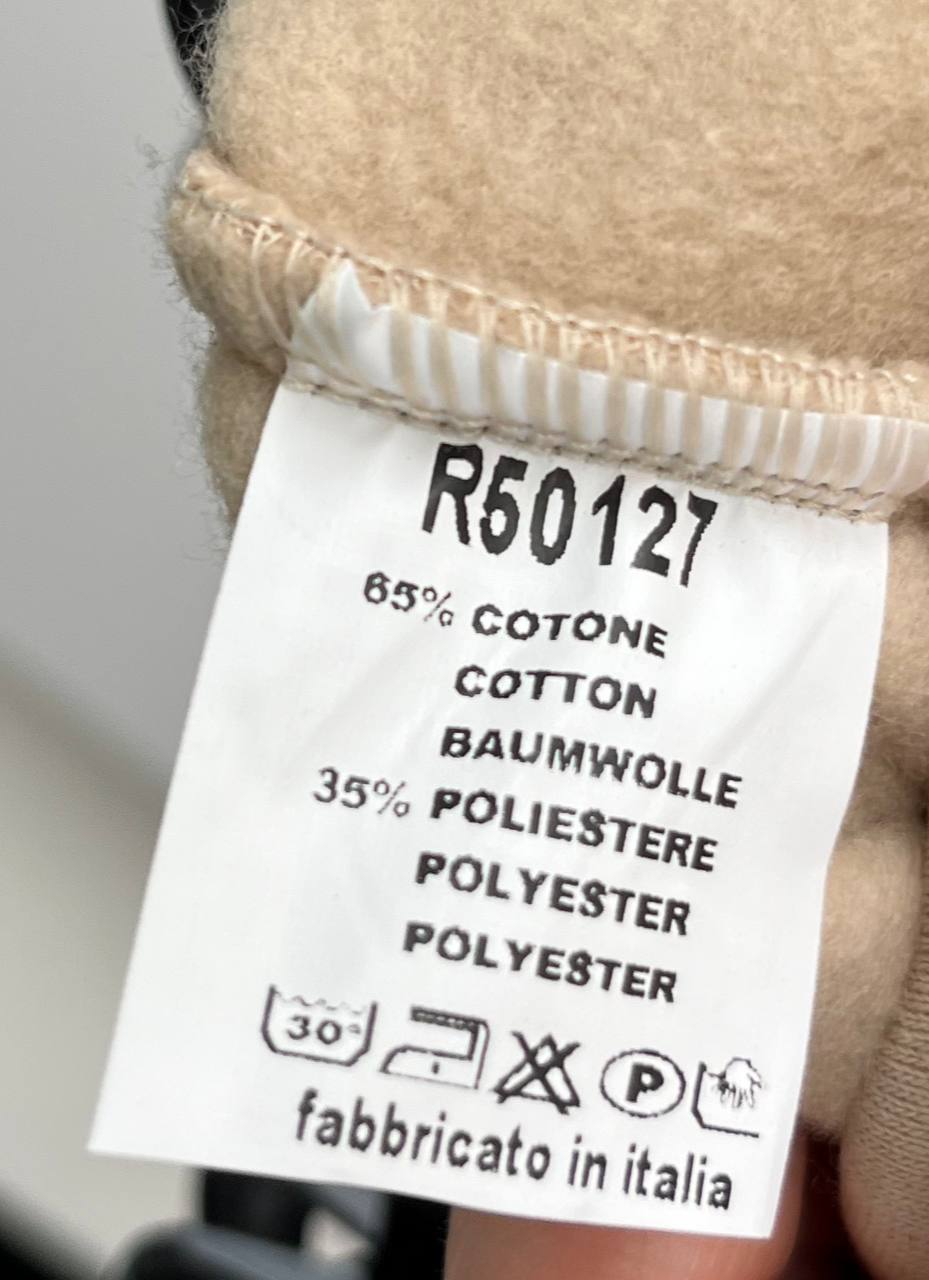 R50127
65% COTONE
COTTON
BAUMWOLLE
35% POLIESTERE
POLYESTER
POLYESTER
30° P
fabbricato in italia